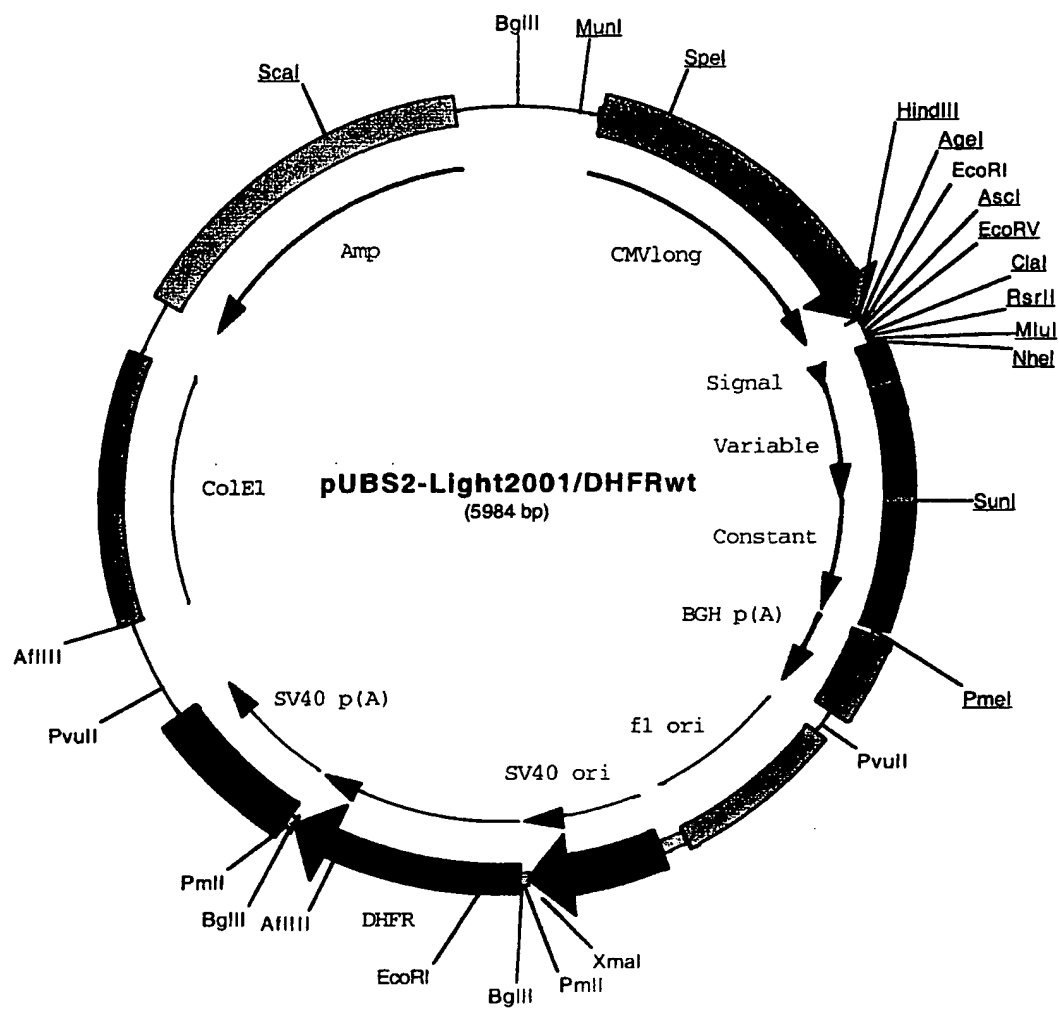 BglII
MunI
SpeI
ScaI
HindIII
AgeI
EcoRI
AscI
EcoRV
ClaI
RsrII
MluI
NheI
Amp
CMVlong
Signal
Variable
ColE1
pUBS2-Light2001/DHFRwt
(5984 bp)
SunI
Constant
BGH p(A)
AflIII
PmeI
SV40 p(A)
f1 ori
PvuII
PvuII
SV40 ori
PmlI
BglII
AflIII
DHFR
EcoRI
XmaI
PmlI
BglII